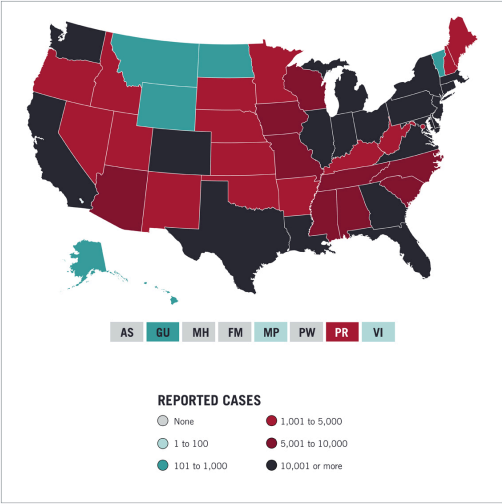 AS GU MH FM MP PW PR VI
REPORTED CASES
None
1 to 100
101 to 1,000
1,001 to 5,000
5,001 to 10,000
10,001 or more